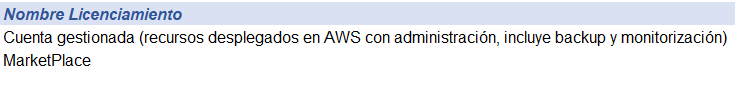 Nombre Licenciamiento
Cuenta gestionada (recursos desplegados en AWS con administración, incluye backup y monitorización)
MarketPlace